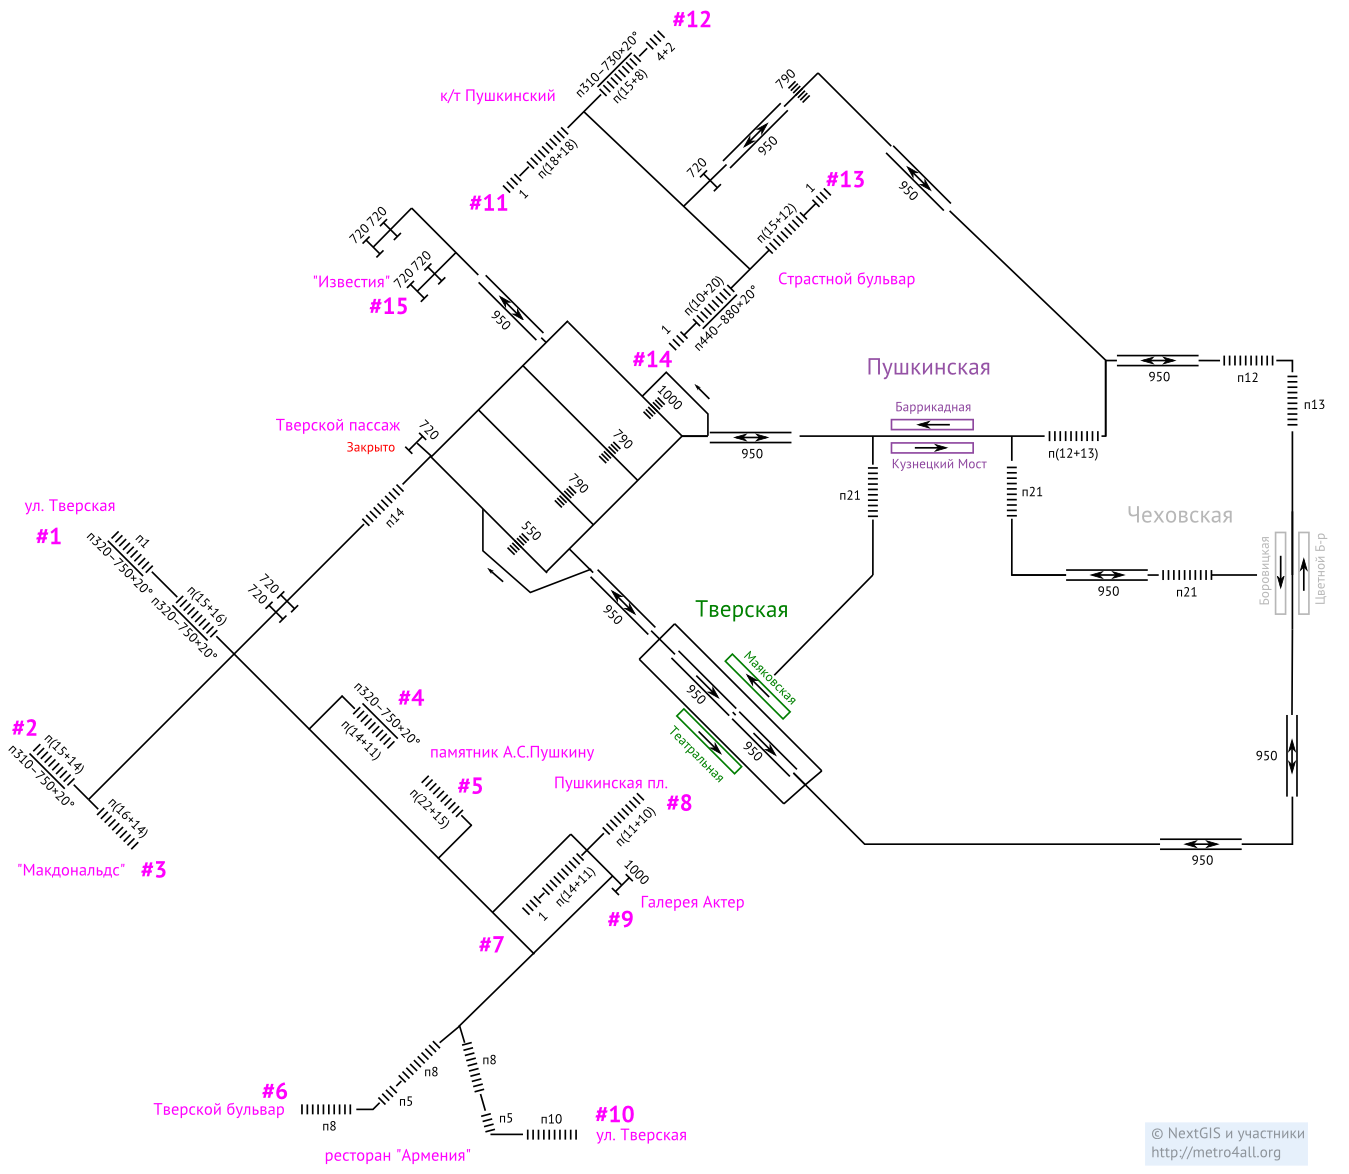 #12
п310–730×20°
4+2
п(15+8)
к/т Пушкинский
790
950
п(18+18)
720
950
#11
1
#13
1
п(15+12)
720 720
720 720
"Известия"
#15
950
Страстной бульвар
п(10+20)
п440–880×20°
1
#14
Пушкинская
950
п12
п13
1000
Баррикадная
950
Кузнецкий Мост
п(12+13)
Тверской пассаж
720
Закрыто
790
790
п21
п21
ул. Тверская
#1
п14
550
Чеховская
п1
п320–750×20°
Боровицкая
Цветной Б-р
720
720
п(15+16)
п320–750×20°
950
950
п21
Тверская
Маяковская
950
950
Театральная
#4
п320–750×20°
п(14+11)
#2
п(15+14)
п310–750×20°
памятник А.С.Пушкину
#5
п(22+15)
950
Пушкинская пл.
#8
п(11+10)
п(16+14)
"Макдональдс"
#3
950
1000
п(14+11)
1
Галерея Актер
#9
#7
п8
п8
#6
Тверской бульвар
п5
п8
п5
п10
#10
ул. Тверская
ресторан "Армения"
© NextGIS и участники
http://metro4all.org